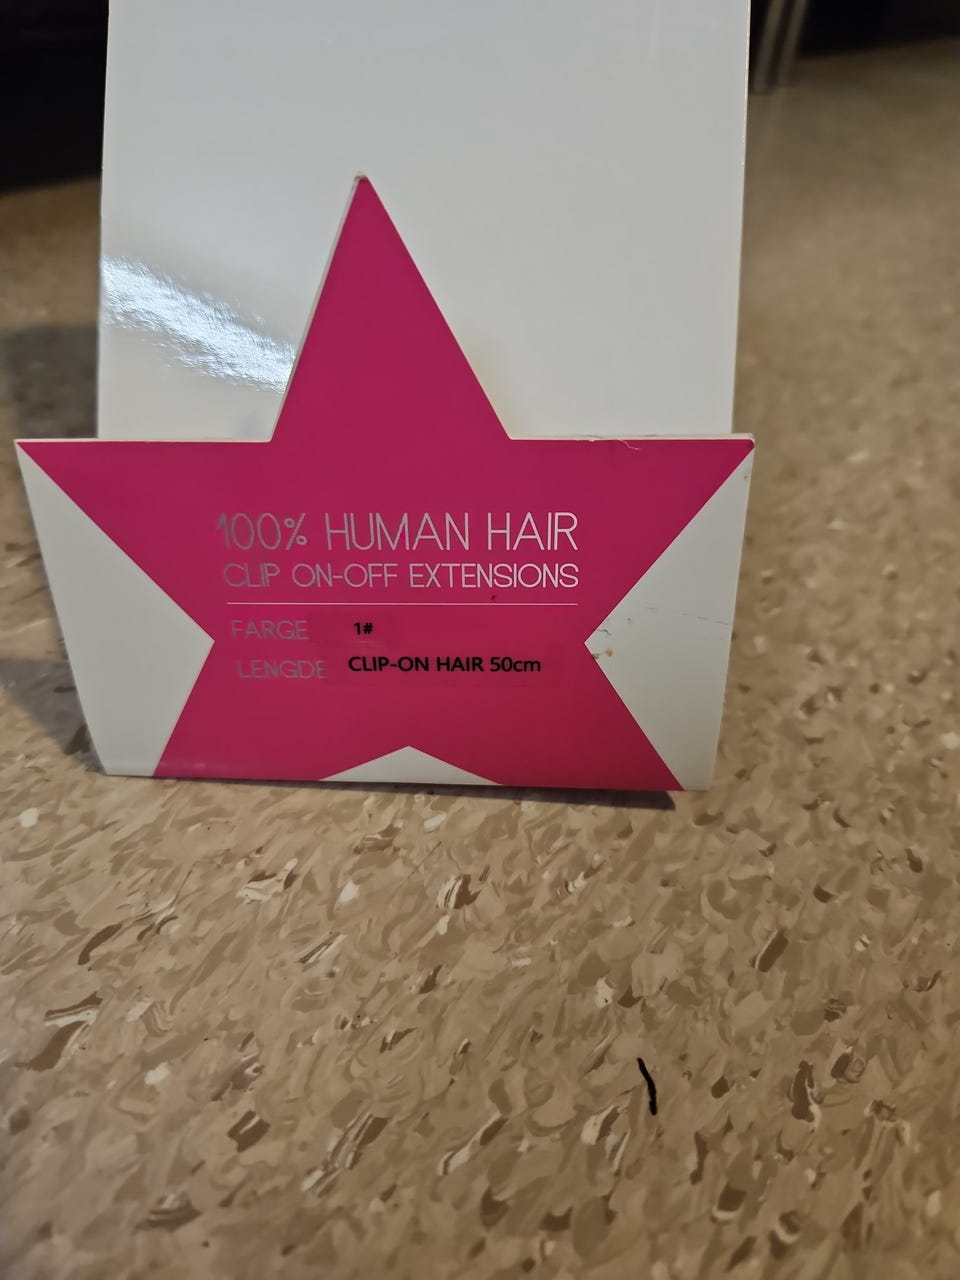 100% HUMAN HAIR
CLIP ON-OFF EXTENSIONS
FARGE 1#
LENGDE CLIP-ON HAIR 50cm